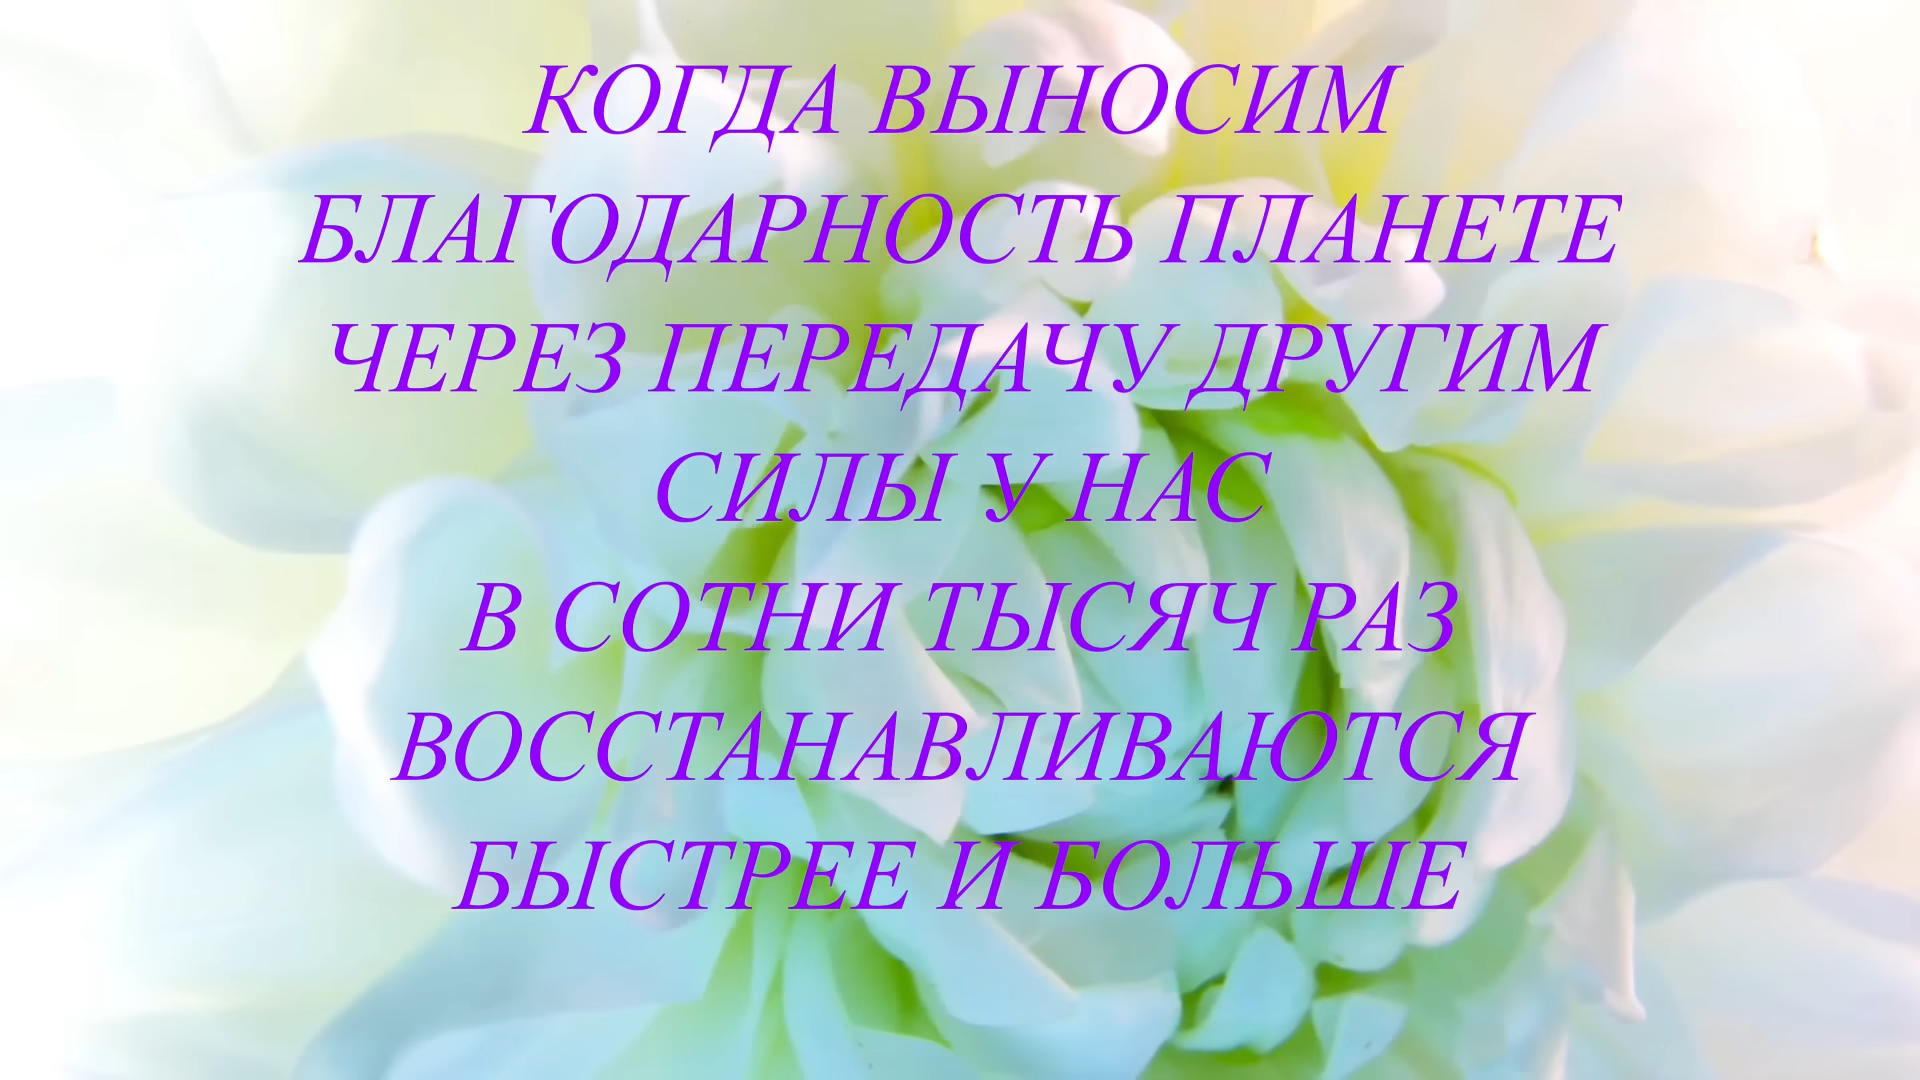 КОГДА ВЫНОСИМ
БЛАГОДАРНОСТЬ ПЛАНЕТЕ
ЧЕРЕЗ ПЕРЕДАЧУ ДРУГИМ
СИЛЫ У НАС
В СОТНИ ТЫСЯЧ РАЗ
ВОССТАНАВЛИВАЮТСЯ
БЫСТРЕЕ И БОЛЬШЕ